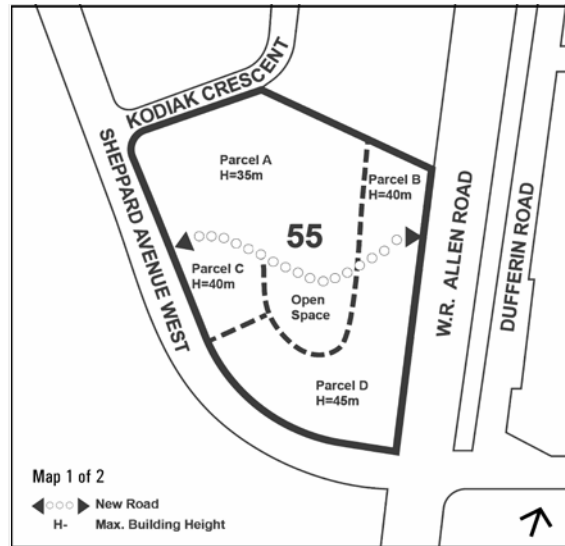 KODIAK CRESCENT
SHEPPARD AVENUE WEST
Parcel A
H=35m
Parcel B
H=40m
55
Parcel C
H=40m
Open
Space
Parcel D
H=45m
W.R. ALLEN ROAD
DUFFERIN ROAD
Map 1 of 2
New Road
H- Max. Building Height